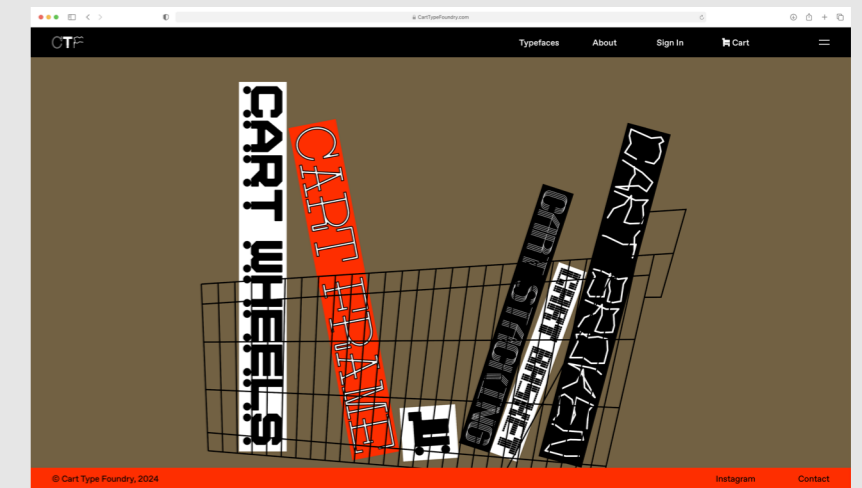 CartTypeFoundry.com
CTF
Typefaces
About
Sign In
Cart
CART WHEELS
CART FRAME
CART STACKING
CART BASKET
CART BROKEN
© Cart Type Foundry, 2024
Instagram
Contact